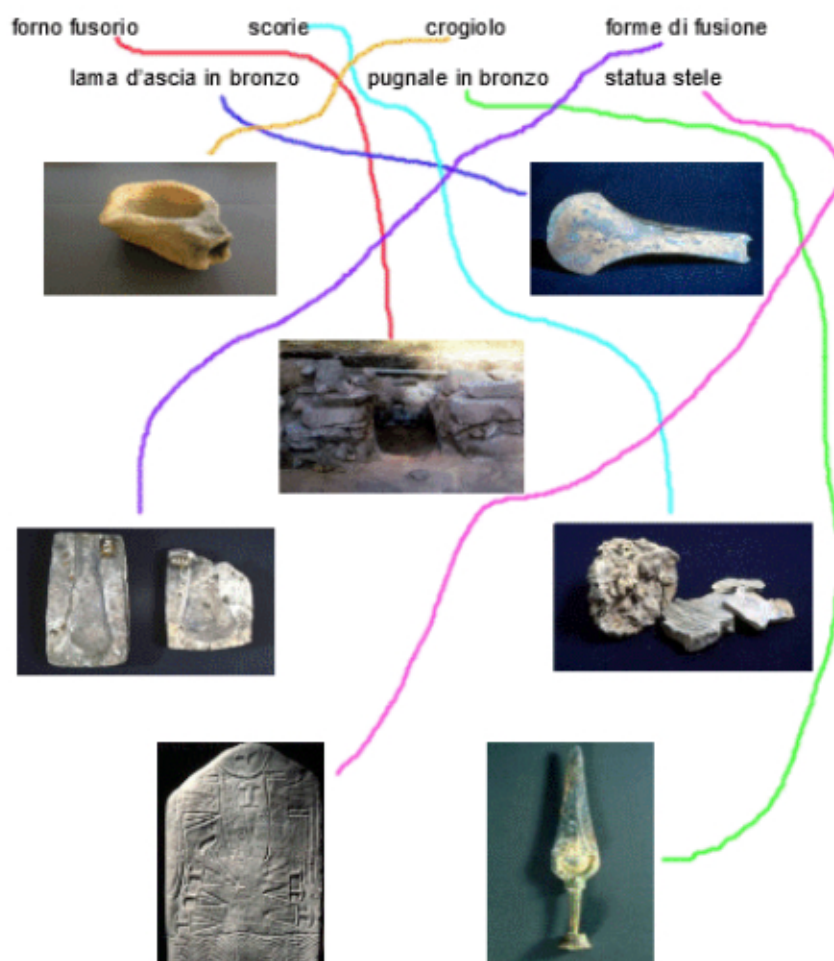 forno fusorio scorie crogiolo forme di fusione
lama d'ascia in bronzo pugnale in bronzo statua stele